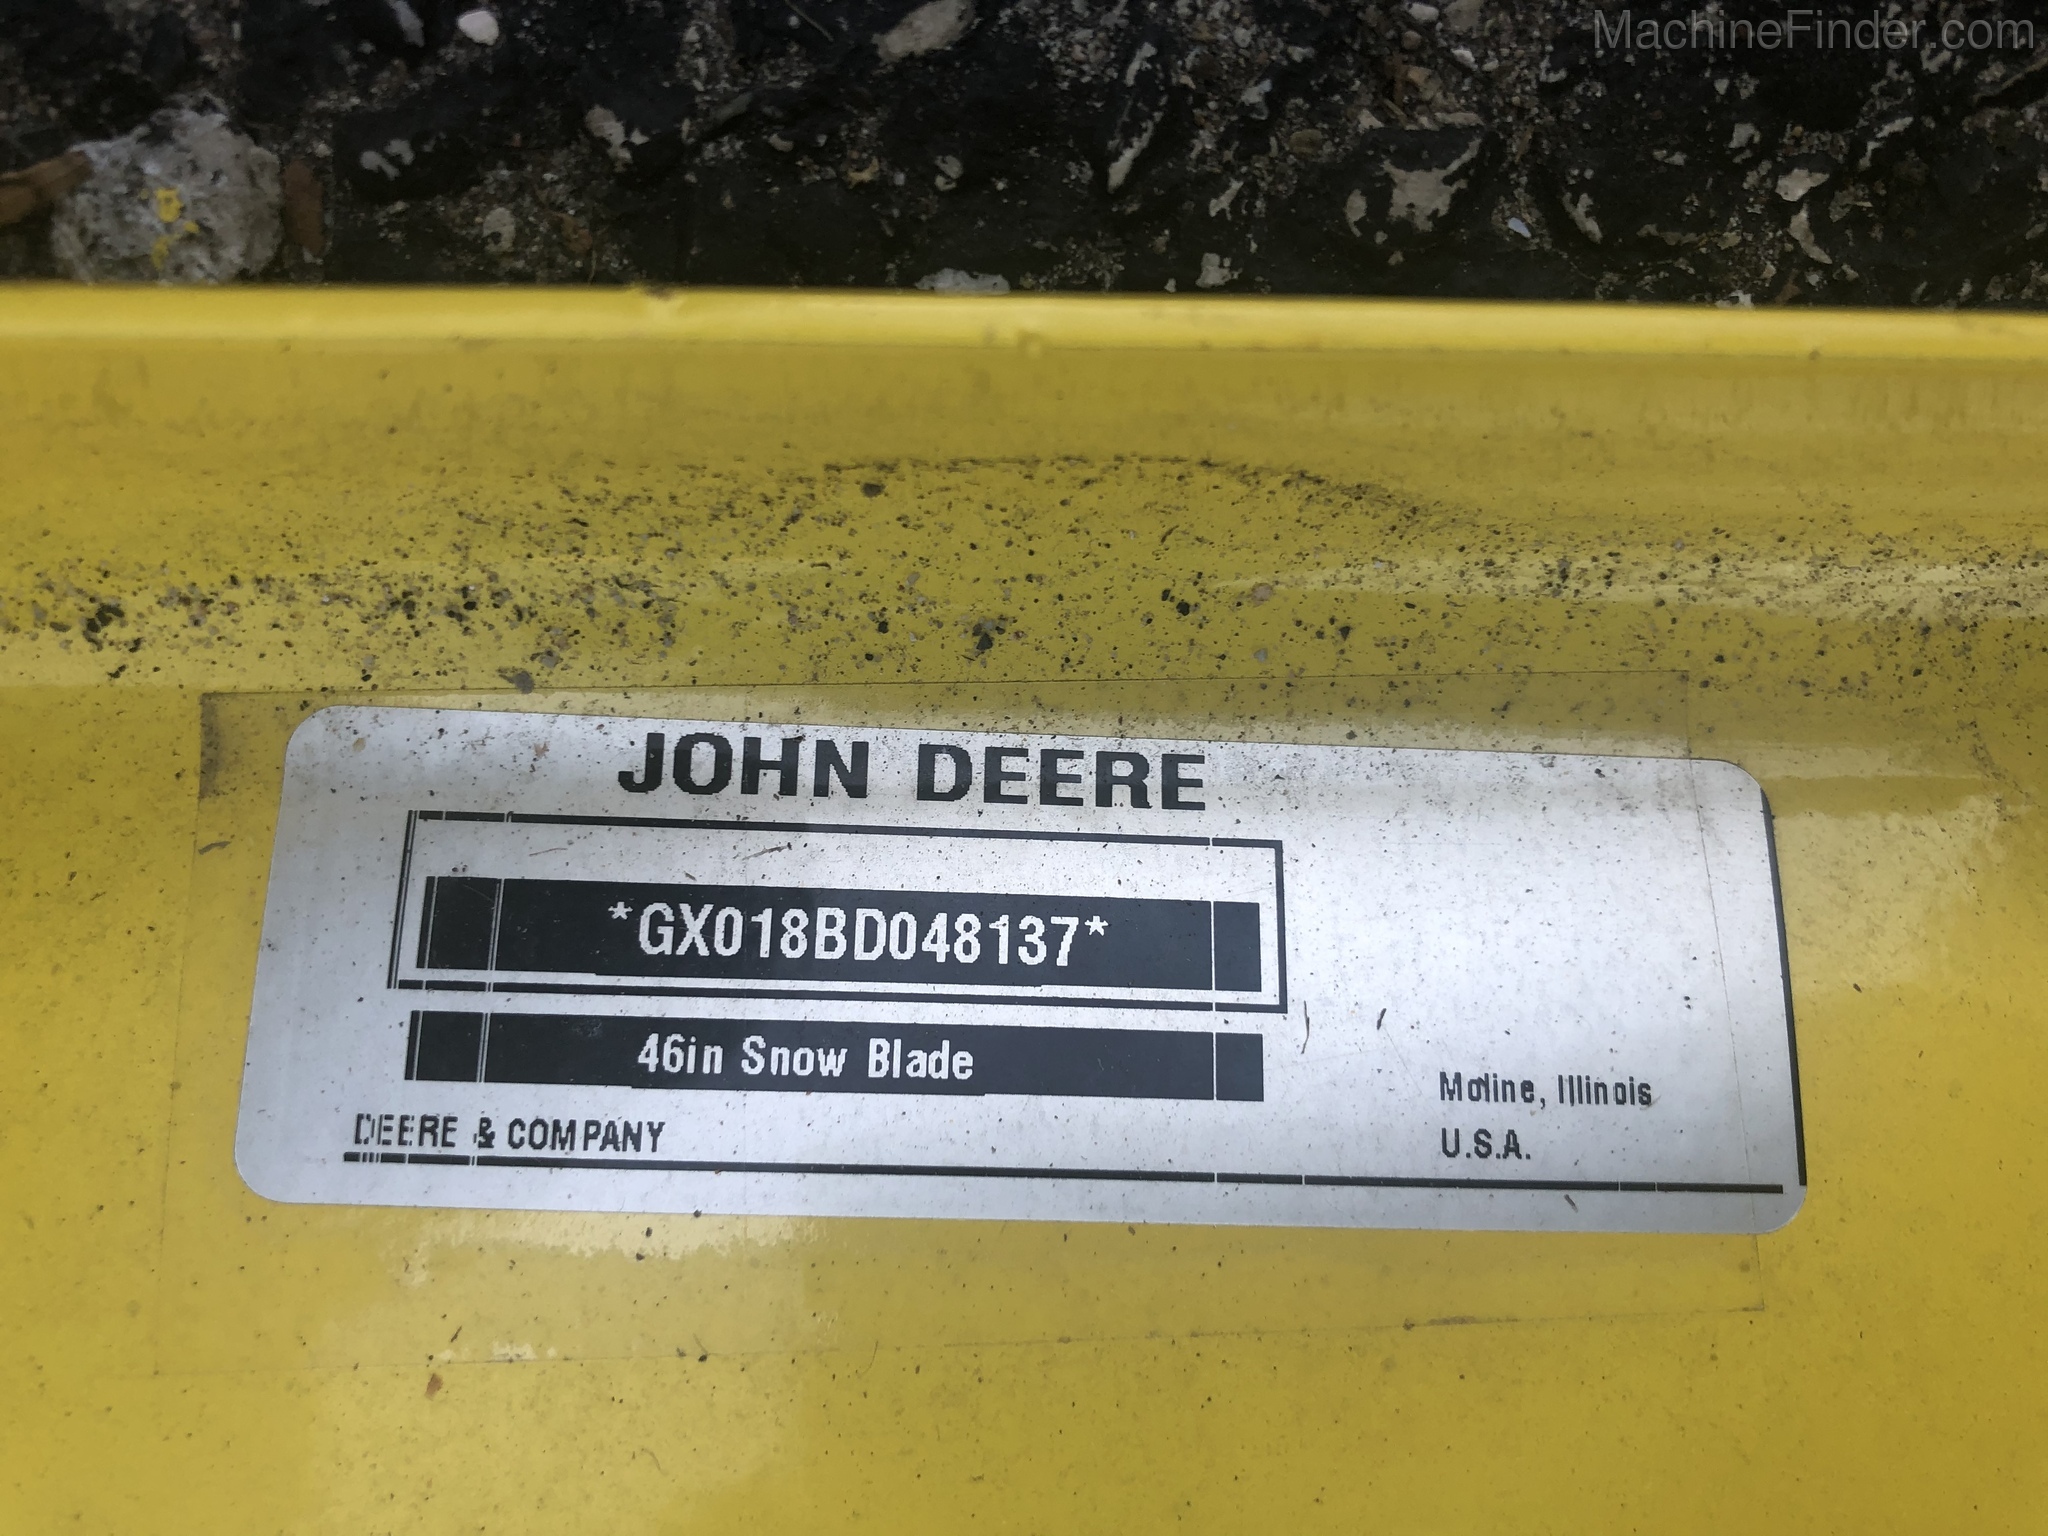 MachineFinder.com
JOHN DEERE
*GX018BD048137*
46in Snow Blade
DEERE & COMPANY
Moline, Illinois
U.S.A.